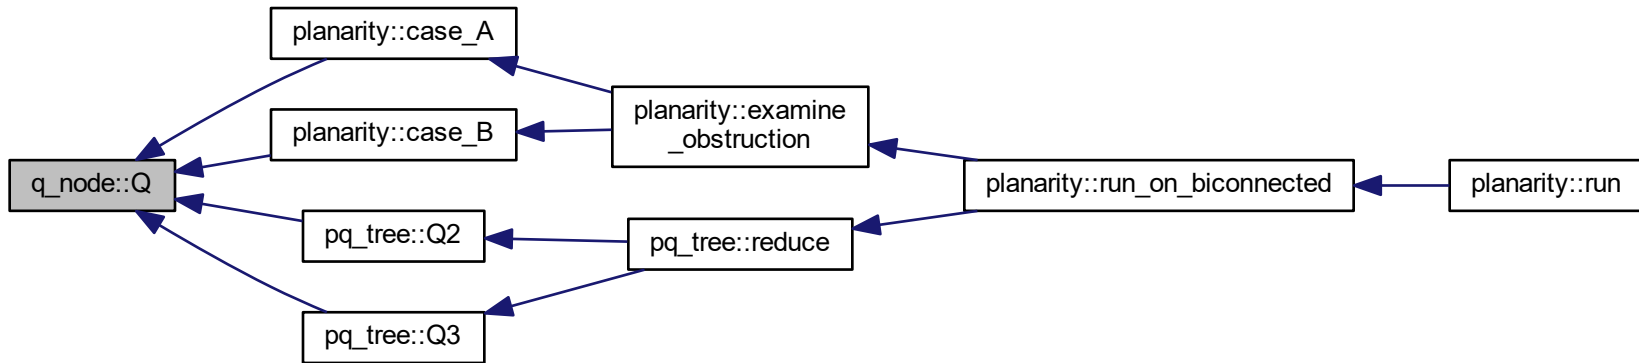 planarity::case_A
planarity::examine
_obstruction
planarity::case_B
q_node::Q
planarity::run_on_biconnected
planarity::run
pq_tree::Q2
pq_tree::reduce
pq_tree::Q3